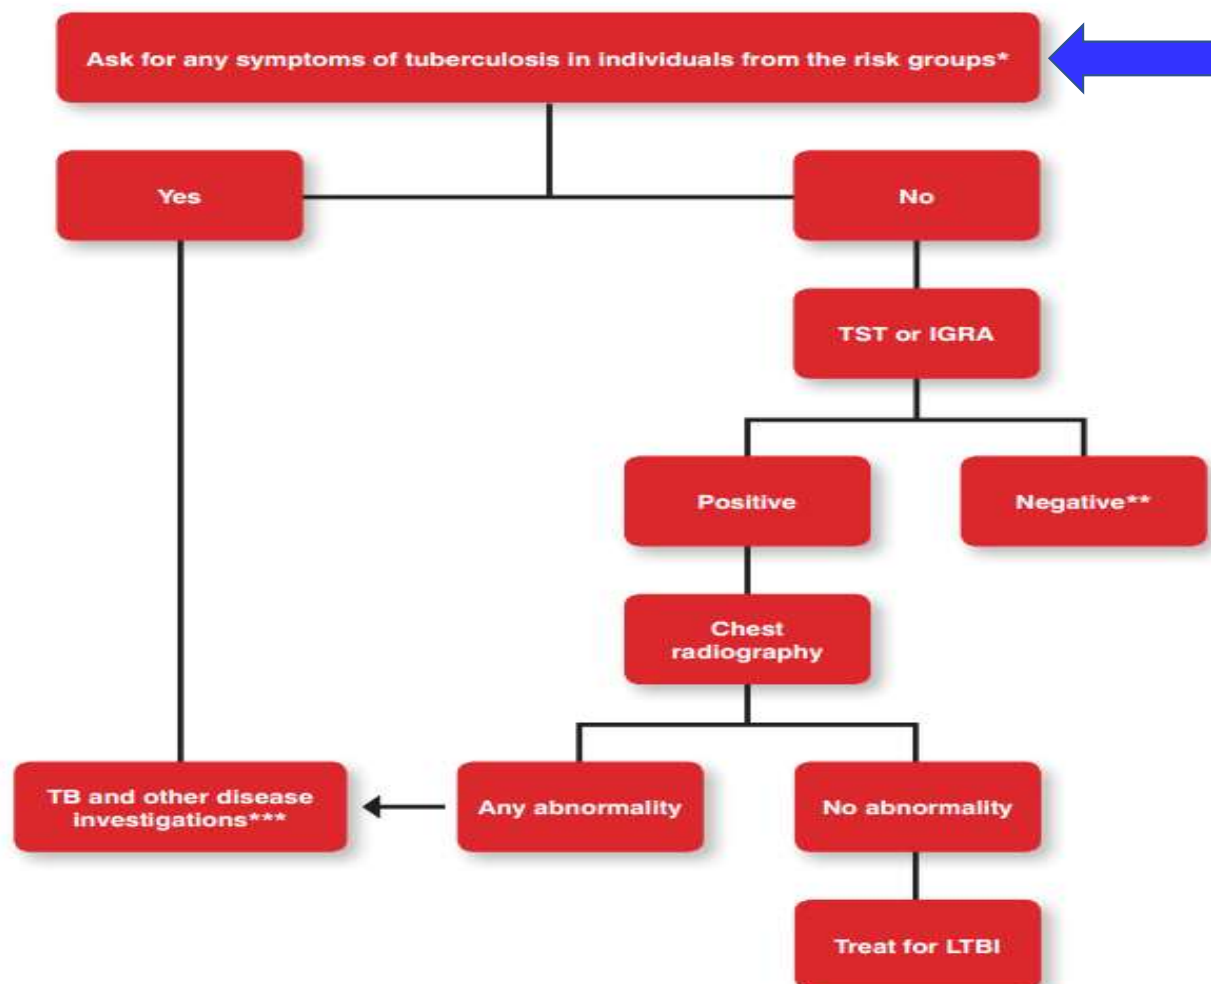 Ask for any symptoms of tuberculosis in individuals from the risk groups*
Yes
No
TST or IGRA
Positive
Negative**
Chest
radiography
TB and other disease
investigations***
Any abnormality
No abnormality
Treat for LTBI